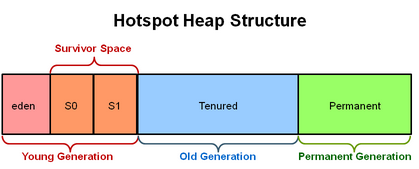 Hotspot Heap Structure
Survivor Space
eden
S0
S1
Tenured
Permanent
Young Generation
Old Generation
Permanent Generation